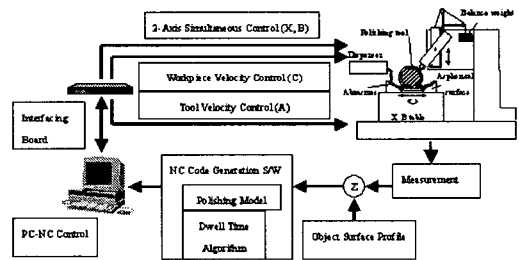 2-Axis Simultaneous Control (X, B)
Balance weight
Polishing tool
Dispenser
Workpiece Velocity Control (C)
Aspherical
surface
Abrasives
Tool Velocity Control (A)
X, B table
Interfacing
Board
NC Code Generation S/W
Measurement
Polishing Model
Σ
Dwell Time
Algorithm
PC-NC Control
Object Surface Profile